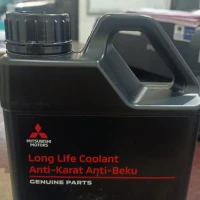 MITSUBISHI
MOTORS
Long Life Coolant
Anti-Karat Anti-Beku
GENUINE PARTS